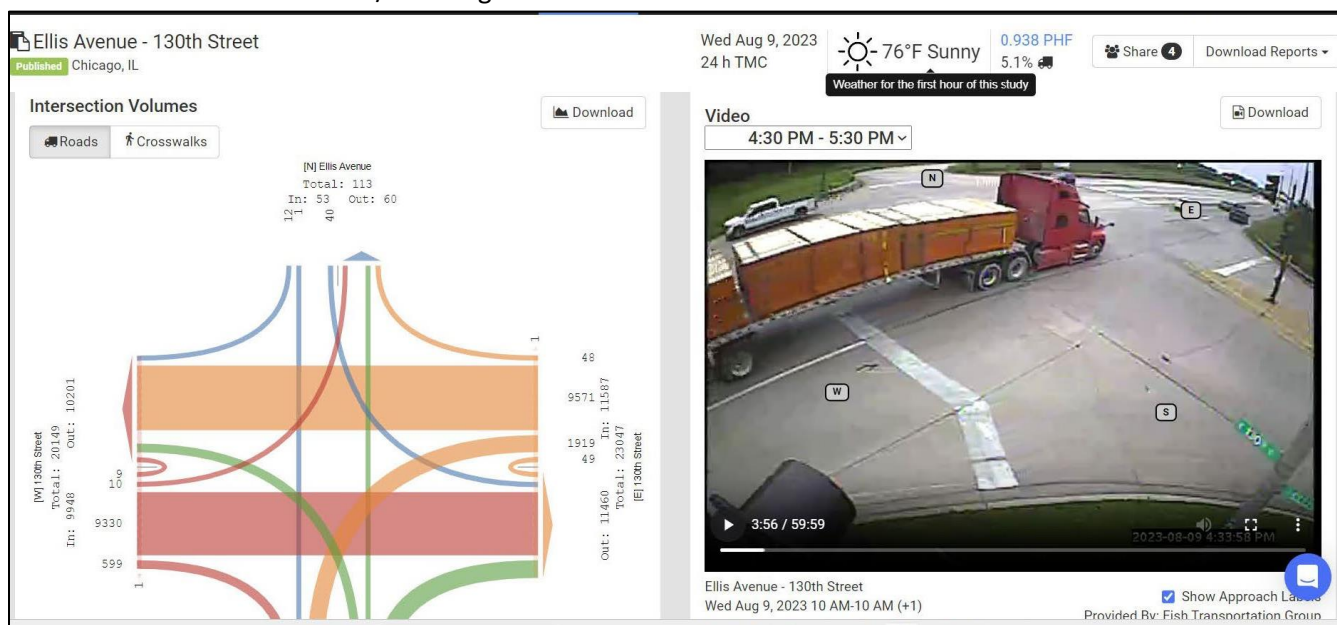 Ellis Avenue - 130th Street
Published Chicago, IL
Wed Aug 9, 2023
24 h TMC
76°F Sunny
Weather for the first hour of this study
0.938 PHF
5.1%
Share 4
Download Reports
Intersection Volumes
Download
Roads
Crosswalks
[N] Ellis Avenue
Total: 113
In: 53 Out: 60
12
1
40
1
48
9571
1919
49
In: 11587
Total: 23047
[E] 130th Street
Out: 11460
Out: 10201
[W] 130th Street
Total: 20149
In: 9948
9
10
9330
599
1
Video
Download
4:30 PM - 5:30 PM
N
E
W
S
3:56 / 59:59
2023-08-09 4:33:58 PM
Ellis Avenue - 130th Street
Wed Aug 9, 2023 10 AM-10 AM (+1)
Show Approach Labels
Provided By: Fish Transportation Group